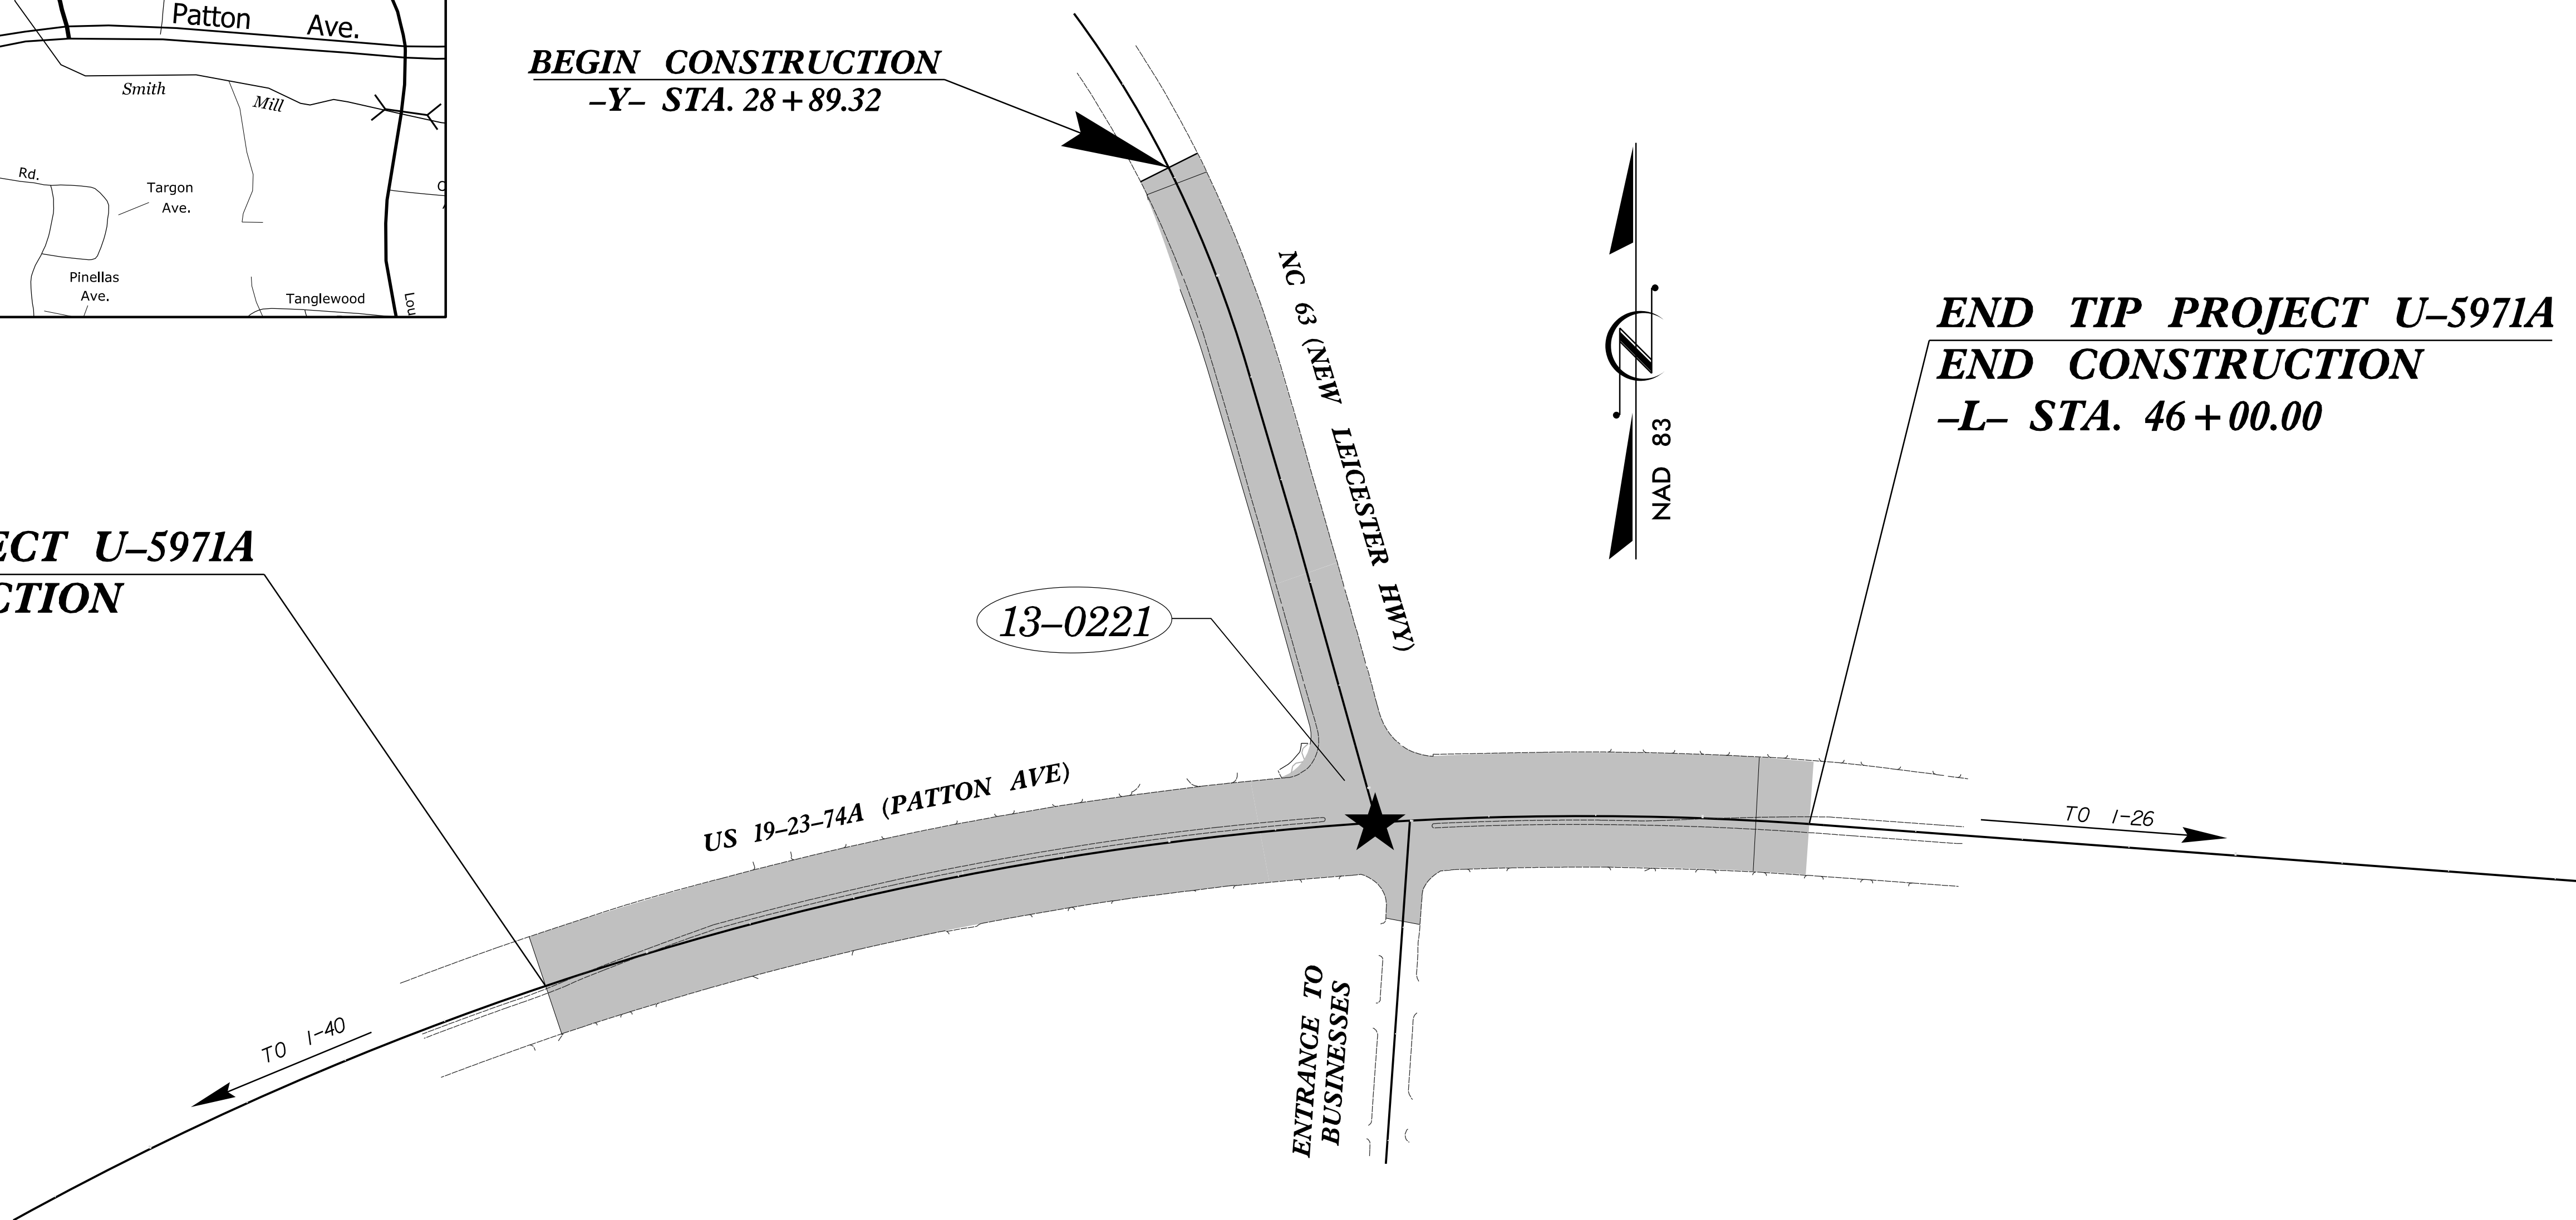 Patton Ave.
Smith Mill
Rd.
Targon
Ave.
Pinellas
Ave.
Tanglewood
Lou
BEGIN CONSTRUCTION
–Y– STA. 28+89.32
NC 63 (NEW LEICESTER HWY)
NAD 83
END TIP PROJECT U–5971A
END CONSTRUCTION
–L– STA. 46+00.00
ECT U–5971A
CTION
13–0221
US 19–23–74A (PATTON AVE)
TO I-26
TO I-40
ENTRANCE TO
BUSINESSES